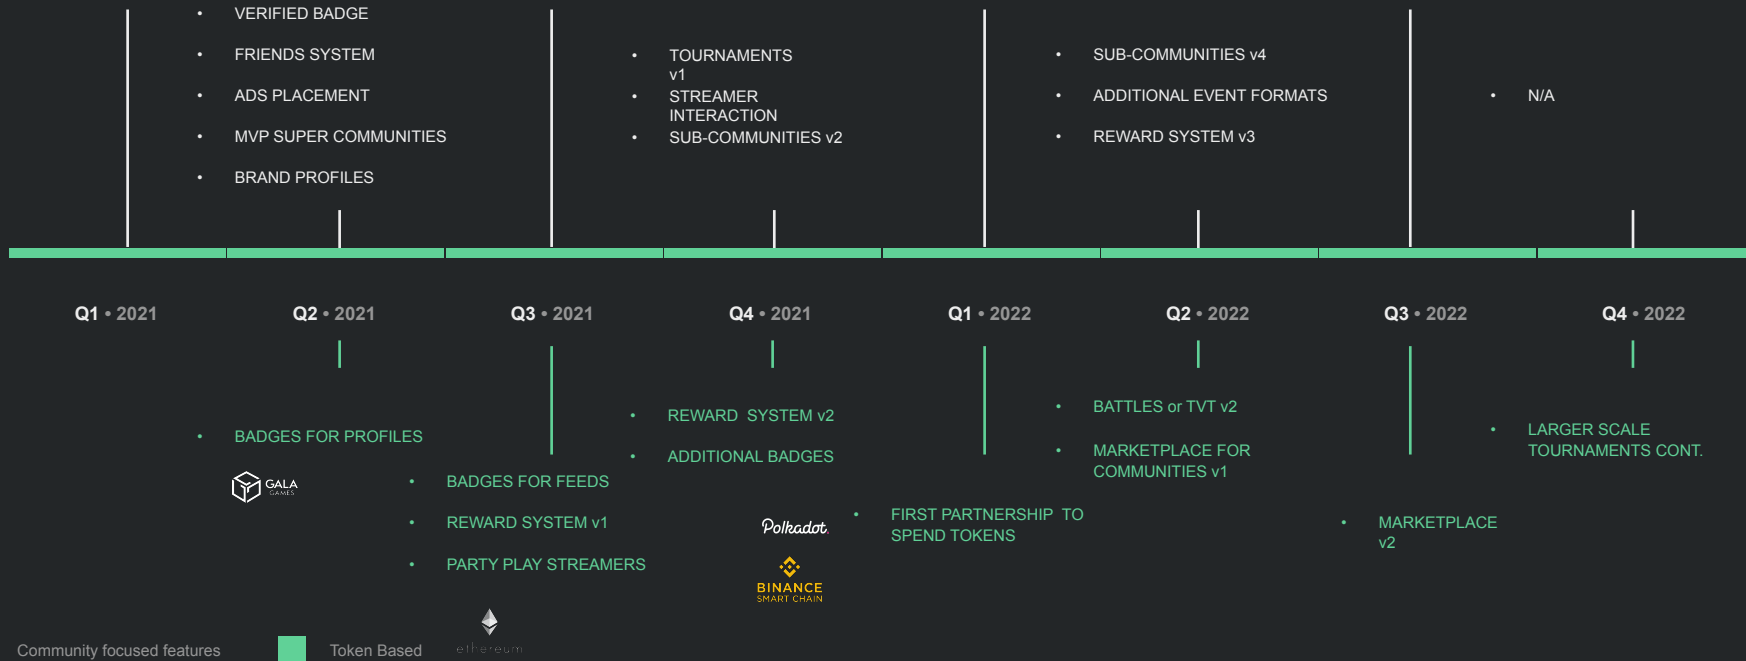 • VERIFIED BADGE
• FRIENDS SYSTEM
• ADS PLACEMENT
• MVP SUPER COMMUNITIES
• BRAND PROFILES
• TOURNAMENTS
v1
• STREAMER
INTERACTION
• SUB-COMMUNITIES v2
• SUB-COMMUNITIES v4
• ADDITIONAL EVENT FORMATS
• REWARD SYSTEM v3
• N/A
Q1 • 2021
Q2 • 2021
Q3 • 2021
Q4 • 2021
Q1 • 2022
Q2 • 2022
Q3 • 2022
Q4 • 2022
• BADGES FOR PROFILES
GALA
GAMES
• BADGES FOR FEEDS
• REWARD SYSTEM v1
• PARTY PLAY STREAMERS
ethereum
• REWARD SYSTEM v2
• ADDITIONAL BADGES
Polkadot.
BINANCE
SMART CHAIN
• FIRST PARTNERSHIP TO
SPEND TOKENS
• BATTLES or TVT v2
• MARKETPLACE FOR
COMMUNITIES v1
• MARKETPLACE
v2
• LARGER SCALE
TOURNAMENTS CONT.
Community focused features
Token Based